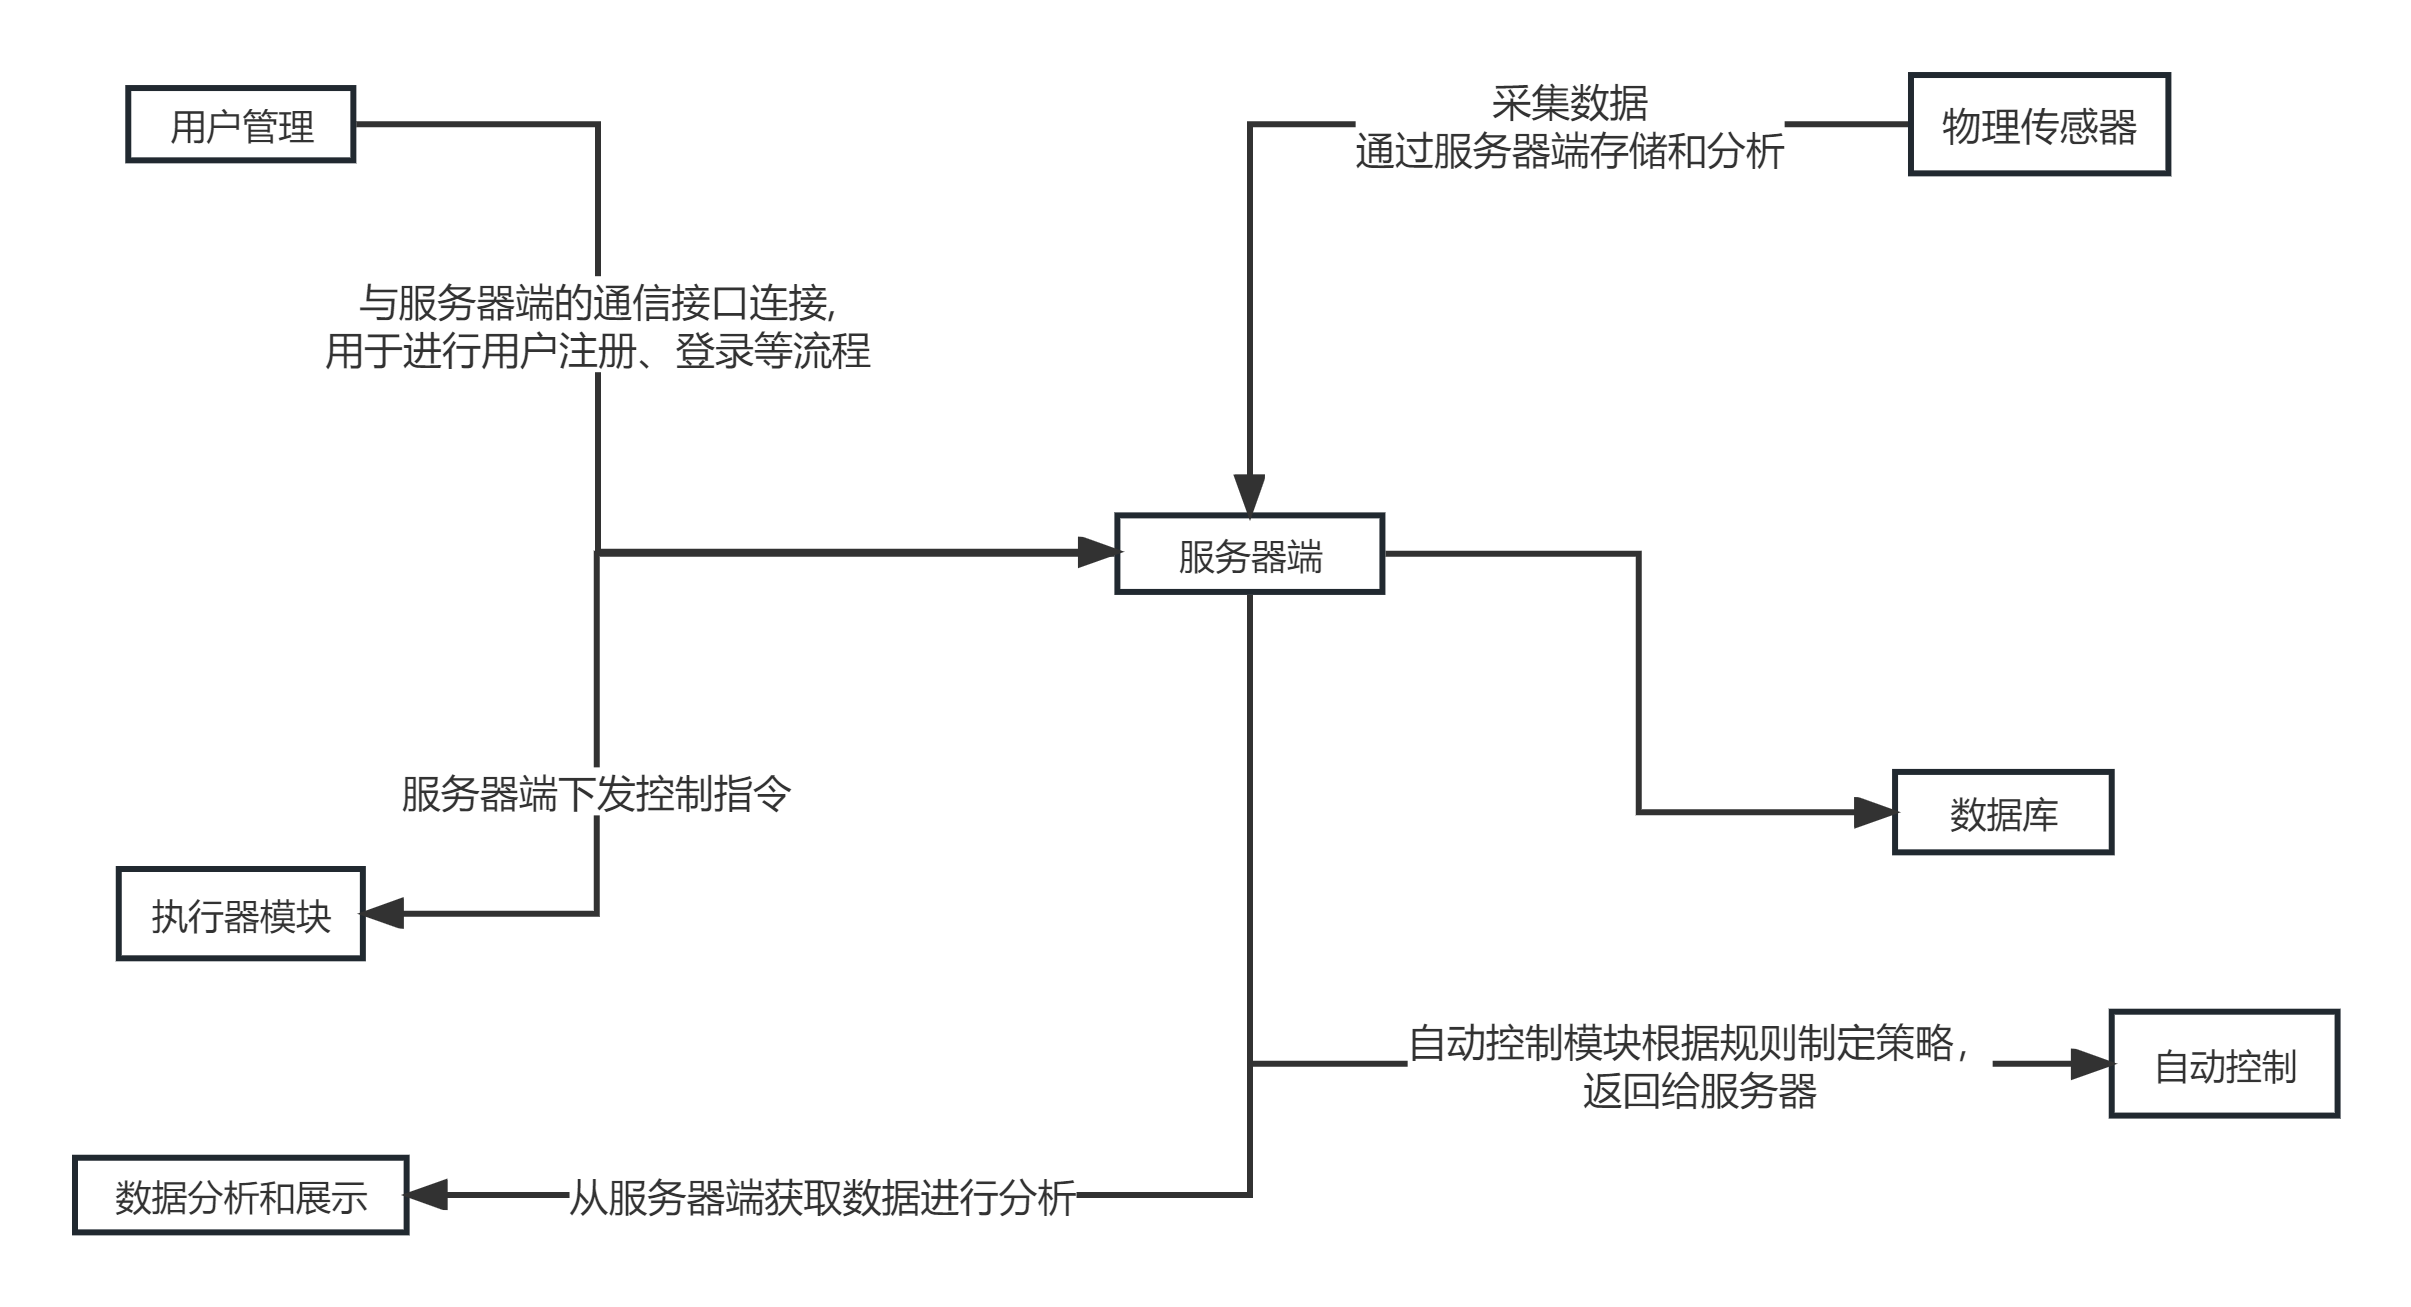 用户管理
采集数据
通过服务器端存储和分析
物理传感器
与服务器端的通信接口连接,
用于进行用户注册、登录等流程
服务器端
服务器端下发控制指令
数据库
执行器模块
自动控制模块根据规则制定策略，
返回给服务器
自动控制
数据分析和展示
从服务器端获取数据进行分析